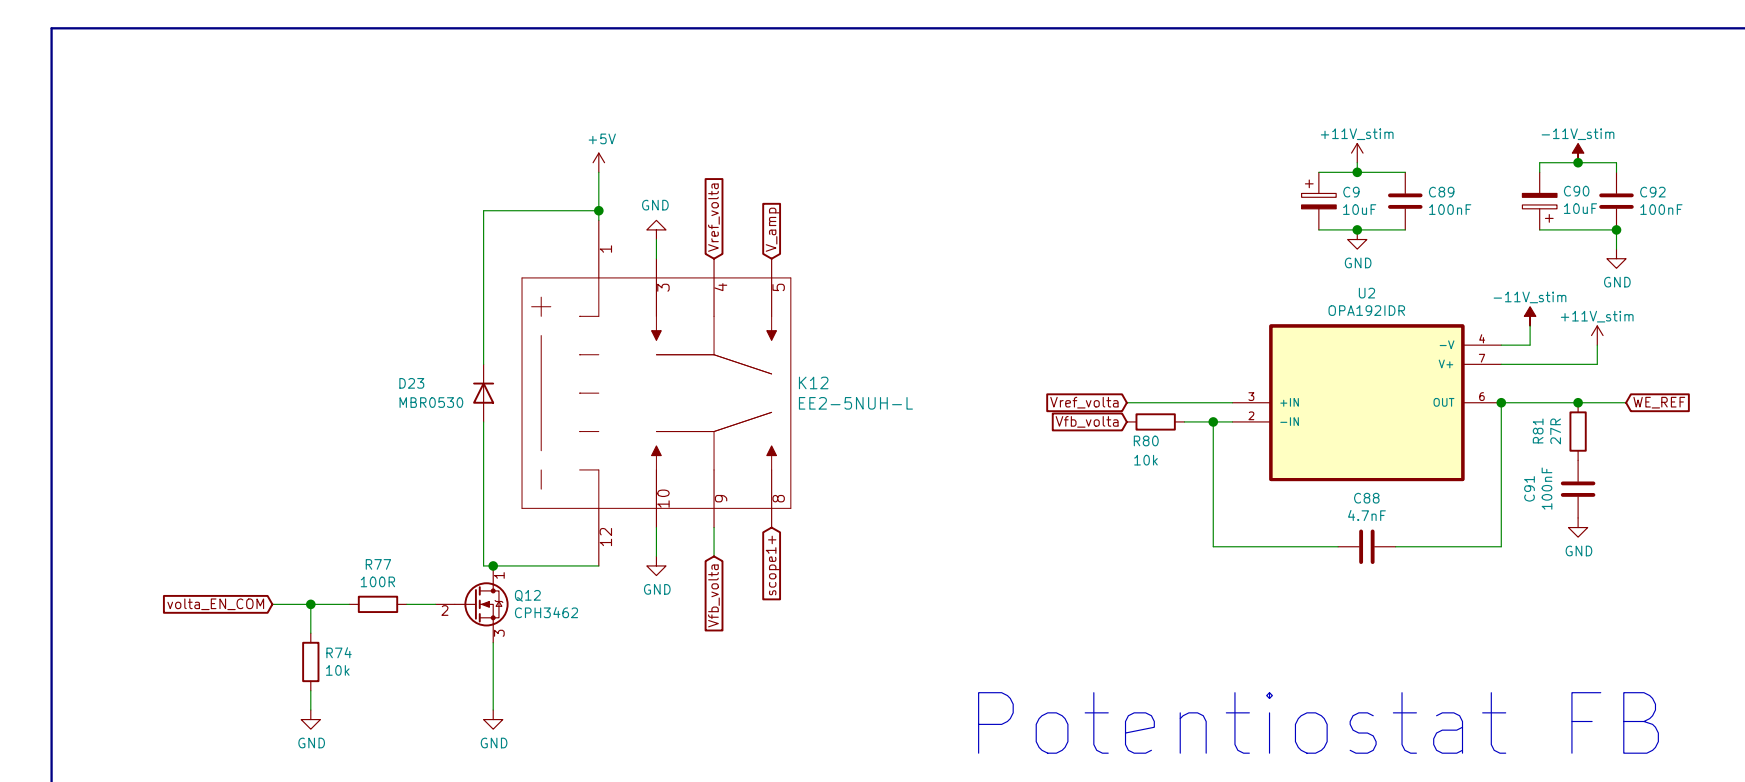 +5V
GND
Vref_volta
V_amp
1
3
4
5
+
D23
MBR0530
K12
EE2-5NUH-L
10
9
8
12
GND
Vfb_volta
scope1+
volta_EN_COM
R77
100R
2
1
3
Q12
CPH3462
R74
10k
GND
GND
+11V_stim
+
C9
10uF
C89
100nF
GND
-11V_stim
C90
10uF
+
C92
100nF
GND
U2
OPA192IDR
-11V_stim
+11V_stim
-V
4
V+
7
Vref_volta
3
+IN
OUT
6
WE_REF
Vfb_volta
2
-IN
R80
10k
R81
27R
C88
4.7nF
C91
100nF
GND
Potentiostat FB